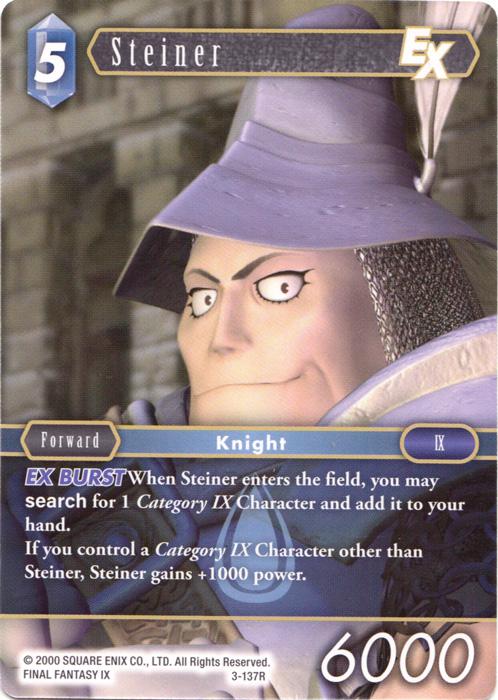 5
Steiner
EX
Forward
Knight
IX
EX BURST When Steiner enters the field, you may
search for 1 Category IX Character and add it to your
hand.
If you control a Category IX Character other than
Steiner, Steiner gains +1000 power.
© 2000 SQUARE ENIX CO., LTD. All Rights Reserved.
FINAL FANTASY IX
3-137R
6000